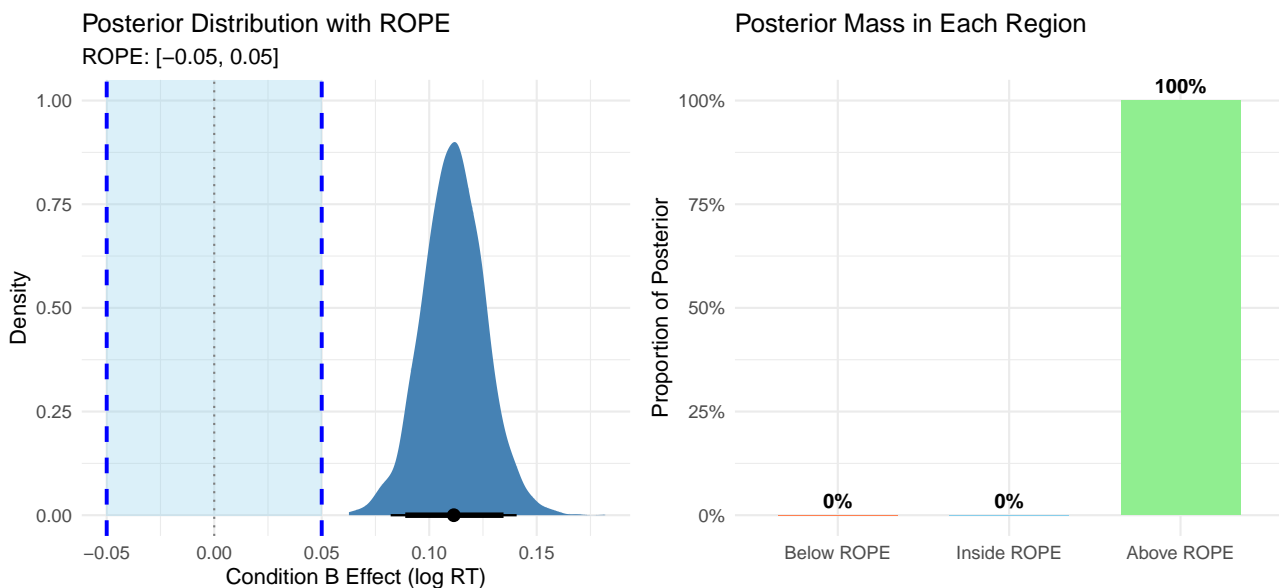 Posterior Distribution with ROPE
ROPE: [−0.05, 0.05]
1.00
0.75
0.50
0.25
0.00
Density
−0.05
0.00
0.05
0.10
0.15
Condition B Effect (log RT)
Posterior Mass in Each Region
100%
75%
50%
25%
0%
Proportion of Posterior
0%
0%
100%
Below ROPE
Inside ROPE
Above ROPE